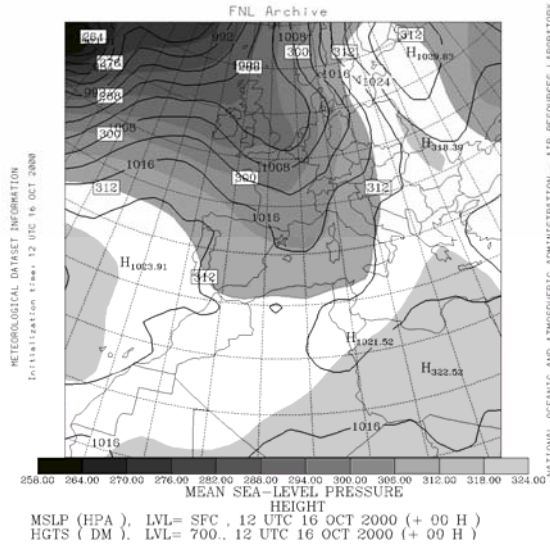 FNL Archive
264
992
1008
300
312
312
H1029.83
276
1016
1024
268
1008
300
H318.39
1016
1008
312
300
312
1016
H1023.91
312
H1021.52
H322.52
1016
1016
METEOROLOGICAL DATASET INFORMATION
Initialization time: 12 UTC 16 OCT 2000
NATIONAL OCEANIC AND ATMOSPHERIC ADMINISTRATION AIR RESOURCES LABORATORY
258.00 264.00 270.00 276.00 282.00 288.00 294.00 300.00 306.00 312.00 318.00 324.00
MEAN SEA-LEVEL PRESSURE
HEIGHT
MSLP (HPA ), LVL= SFC , 12 UTC 16 OCT 2000 (+ 00 H )
HGTS ( DM ), LVL= 700., 12 UTC 16 OCT 2000 (+ 00 H )